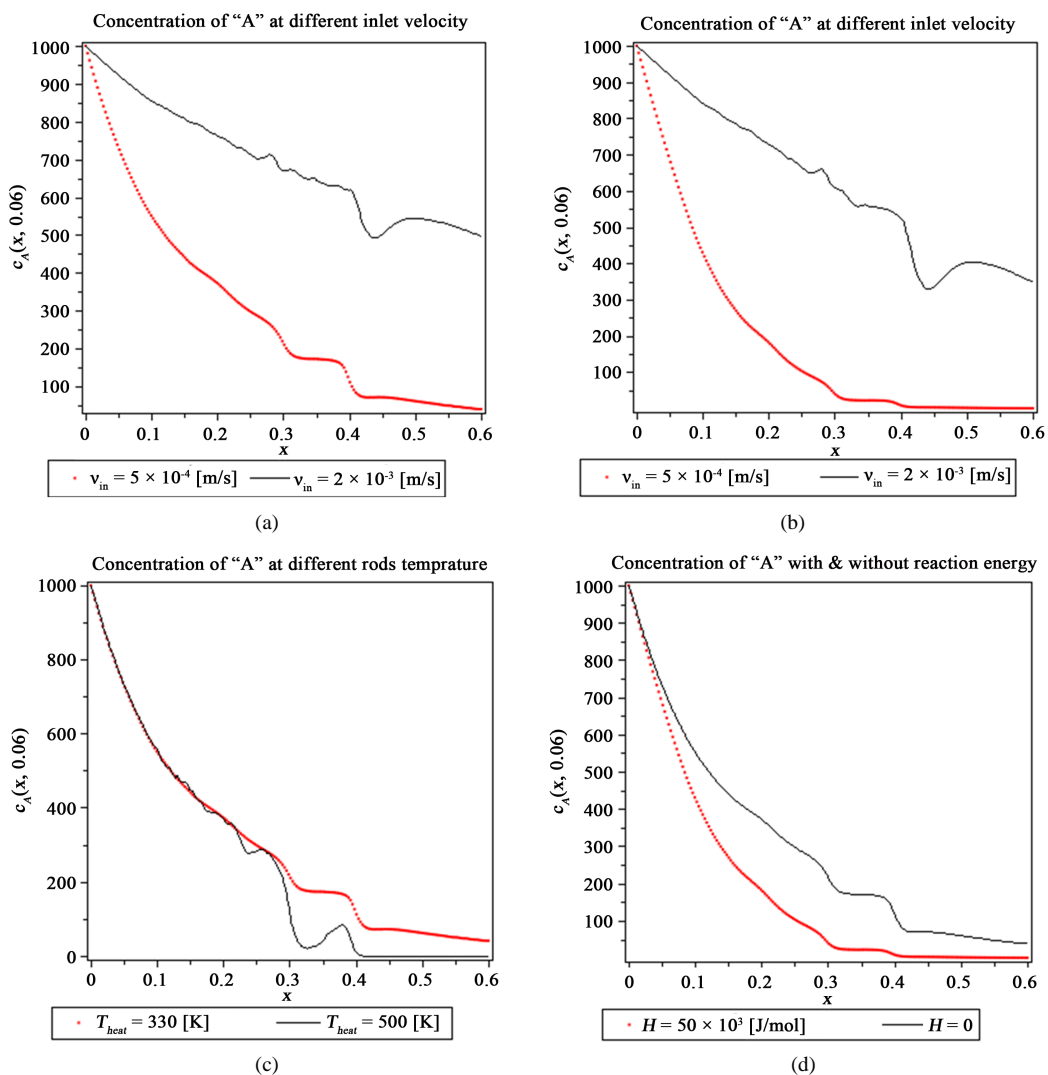 Concentration of “A” at different inlet velocity
1000
900
800
700
600
500
400
300
200
100
c_A(x, 0.06)
0 0.1 0.2 0.3 0.4 0.5 0.6
x
ν_in = 5 × 10⁻⁴ [m/s] ν_in = 2 × 10⁻³ [m/s]
(a)
Concentration of “A” at different inlet velocity
1000
900
800
700
600
500
400
300
200
100
c_A(x, 0.06)
0 0.1 0.2 0.3 0.4 0.5 0.6
x
ν_in = 5 × 10⁻⁴ [m/s] ν_in = 2 × 10⁻³ [m/s]
(b)
Concentration of “A” at different rods temprature
1000
800
600
400
200
0
c_A(x, 0.06)
0 0.1 0.2 0.3 0.4 0.5 0.6
x
T_heat = 330 [K] T_heat = 500 [K]
(c)
Concentration of “A” with & without reaction energy
1000
900
800
700
600
500
400
300
200
100
c_A(x, 0.06)
0 0.1 0.2 0.3 0.4 0.5 0.6
x
H = 50 × 10³ [J/mol] H = 0
(d)